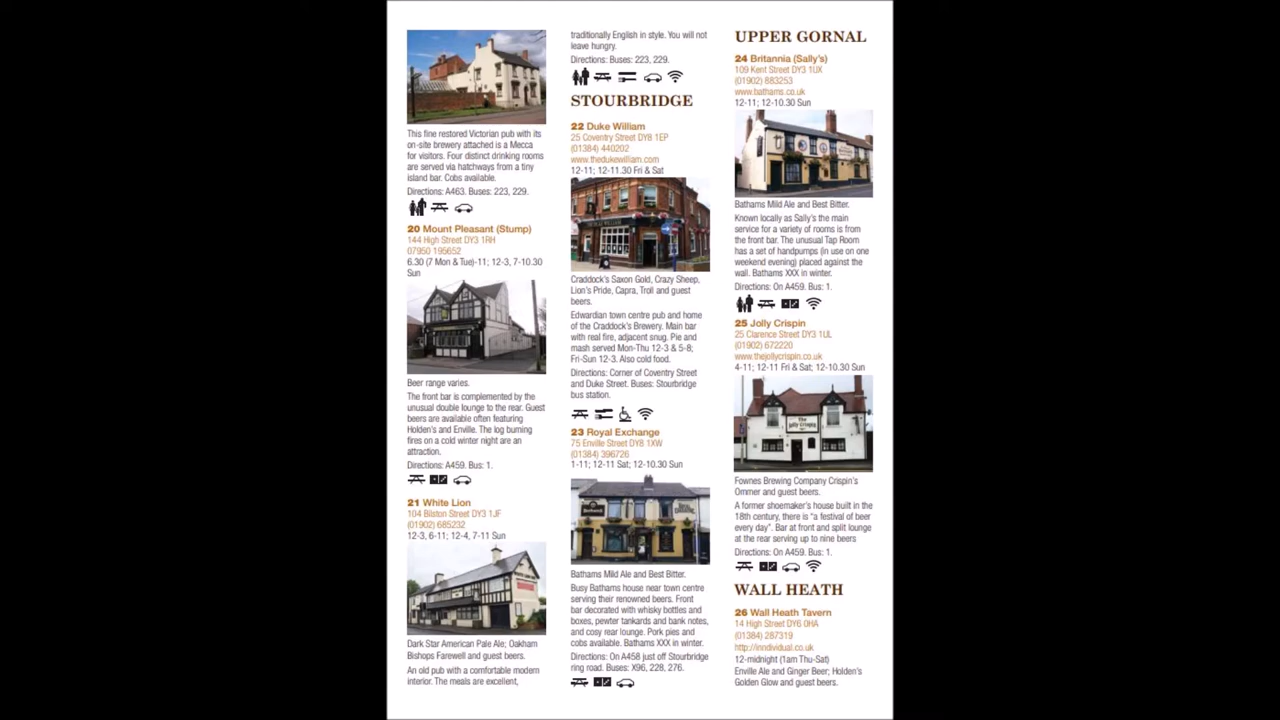 This fine restored Victorian pub with its
on-site brewery attached is a Mecca
for visitors. Four distinct drinking rooms
are served via hatchways from a tiny
island bar. Cobs available.
Directions: A463. Buses: 223, 229.
20 Mount Pleasant (Stump)
144 High Street DY3 1RH
07950 195652
6.30 (7 Mon & Tue)-11; 12-3, 7-10.30
Sun
Beer range varies.
The front bar is complemented by the
unusual double lounge to the rear. Guest
beers are available often featuring
Holden's and Enville. The log burning
fires on a cold winter night are an
attraction.
Directions: A459. Bus: 1.
21 White Lion
104 Bilston Street DY3 1JF
(01902) 685232
12-3, 6-11; 12-4, 7-11 Sun
Dark Star American Pale Ale; Oakham
Bishops Farewell and guest beers.
An old pub with a comfortable modern
interior. The meals are excellent,
traditionally English in style. You will not
leave hungry.
Directions: Buses: 223, 229.
STOURBRIDGE
22 Duke William
25 Coventry Street DY8 1EP
(01384) 440202
www.thedukewilliam.com
12-11; 12-11.30 Fri & Sat
Craddock's Saxon Gold, Crazy Sheep,
Lion's Pride, Capra, Troll and guest
beers.
Edwardian town centre pub and home
of the Craddock's Brewery. Main bar
with real fire, adjacent snug. Pie and
mash served Mon-Thu 12-3 & 5-8;
Fri-Sun 12-3. Also cold food.
Directions: Corner of Coventry Street
and Duke Street. Buses: Stourbridge
bus station.
23 Royal Exchange
75 Enville Street DY8 1XW
(01384) 396726
1-11; 12-11 Sat; 12-10.30 Sun
Bathams Mild Ale and Best Bitter.
Busy Bathams house near town centre
serving their renowned beers. Front
bar decorated with whisky bottles and
boxes, pewter tankards and bank notes,
and cosy rear lounge. Pork pies and
cobs available. Bathams XXX in winter.
Directions: On A458 just off Stourbridge
ring road. Buses: X96, 228, 276.
UPPER GORNAL
24 Britannia (Sally's)
109 Kent Street DY3 1UX
(01902) 883253
www.bathams.co.uk
12-11; 12-10.30 Sun
Bathams Mild Ale and Best Bitter.
Known locally as Sally's the main
service for a variety of rooms is from
the front bar. The unusual Tap Room
has a set of handpumps (in use on one
weekend evening) placed against the
wall. Bathams XXX in winter.
Directions: On A459. Bus: 1.
25 Jolly Crispin
25 Clarence Street DY3 1UL
(01902) 672220
www.thejollycrispin.co.uk
4-11; 12-11 Fri & Sat; 12-10.30 Sun
The
Jolly Crispin
Fownes Brewing Company Crispin's
Ommer and guest beers.
A former shoemaker's house built in the
18th century, there is "a festival of beer
every day". Bar at front and split lounge
at the rear serving up to nine beers
Directions: On A459. Bus: 1.
WALL HEATH
26 Wall Heath Tavern
14 High Street DY6 0HA
(01384) 287319
http://inndividual.co.uk
12-midnight (1am Thu-Sat)
Enville Ale and Ginger Beer; Holden's
Golden Glow and guest beers.